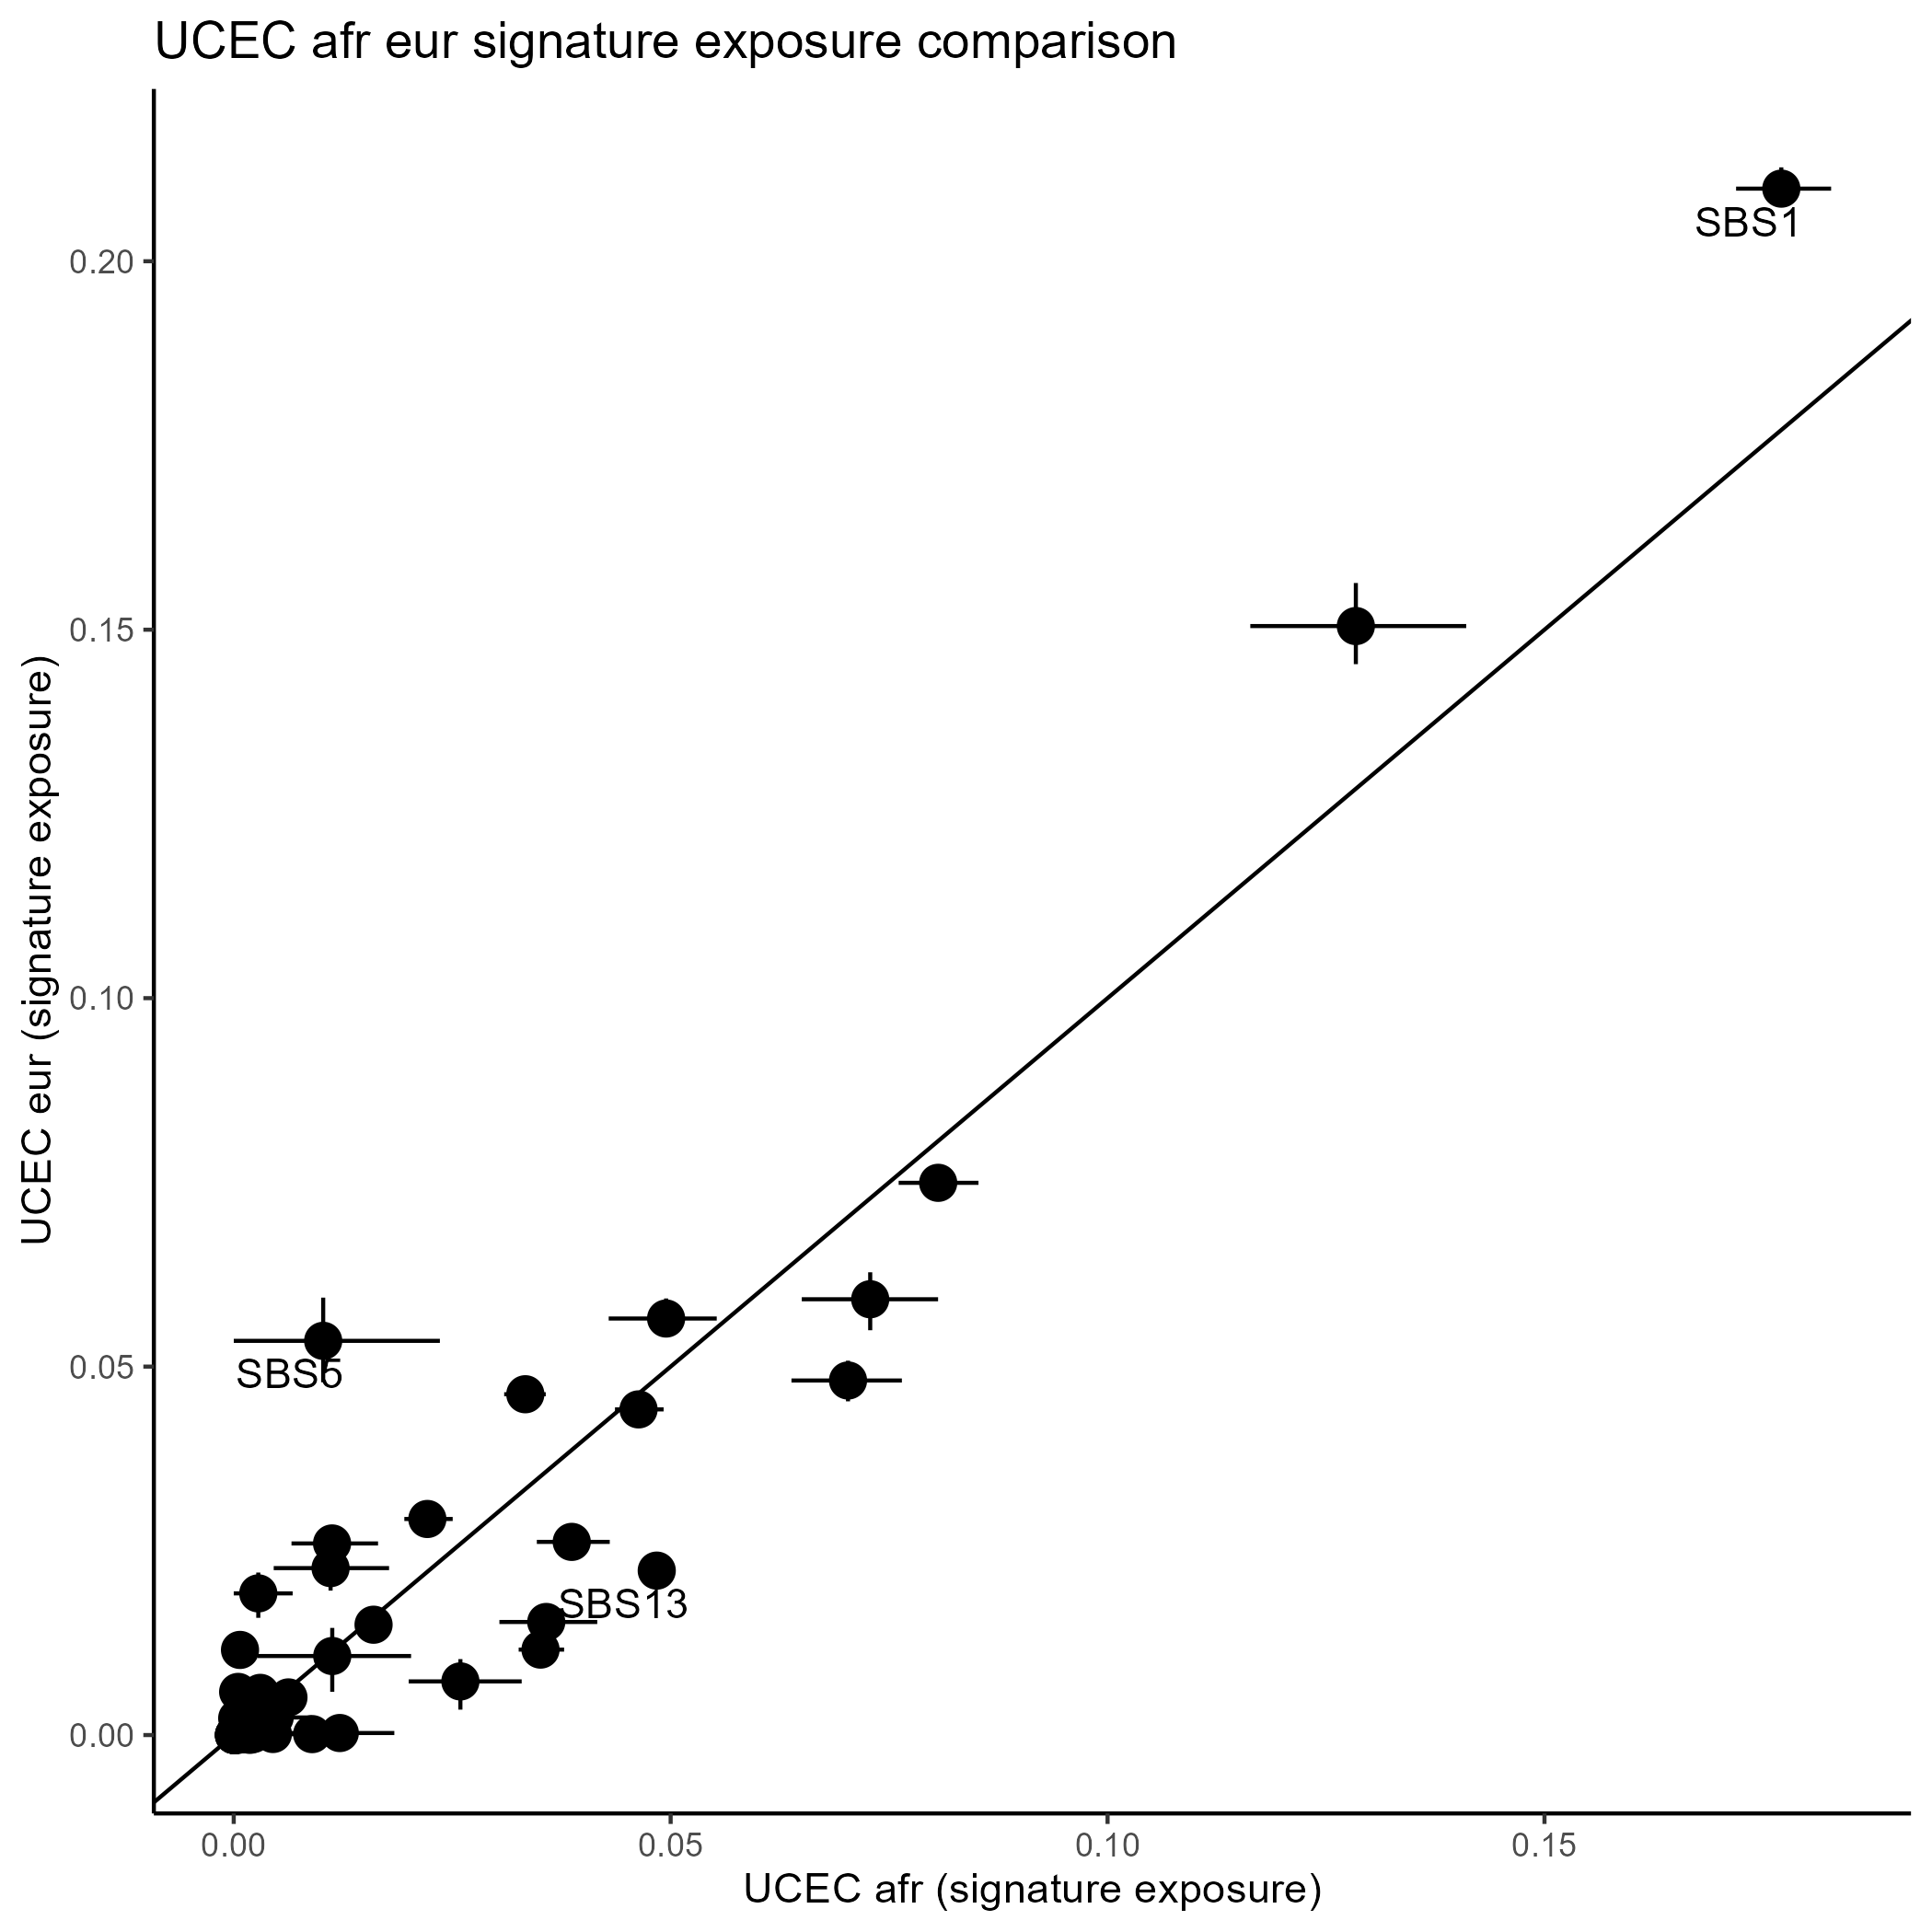 UCEC afr eur signature exposure comparison
SBS1
0.20
0.15
UCEC eur (signature exposure)
0.10
0.05
SBS5
SBS13
0.00
0.00 0.05 0.10 0.15
UCEC afr (signature exposure)